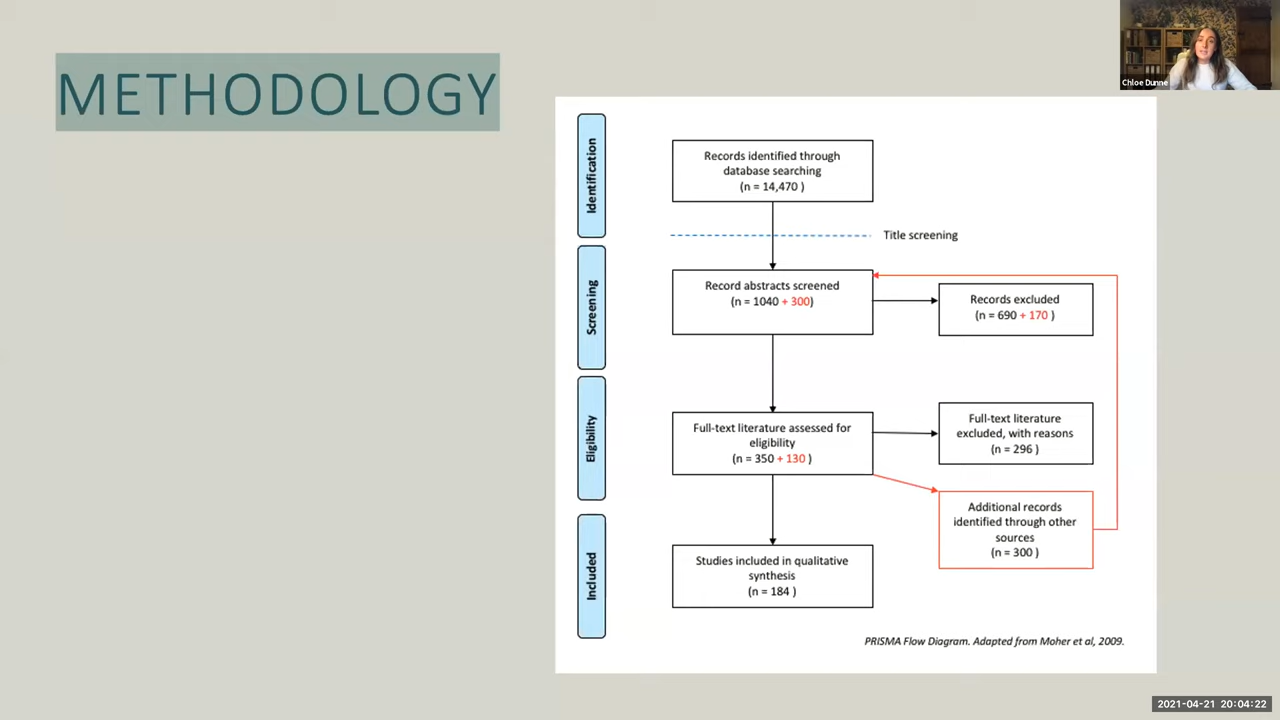 METHODOLOGY
Chloe Dunne
Identification
Records identified through
database searching
(n = 14,470 )
Title screening
Screening
Record abstracts screened
(n = 1040 + 300)
Records excluded
(n = 690 + 170 )
Eligibility
Full-text literature assessed for
eligibility
(n = 350 + 130 )
Full-text literature
excluded, with reasons
(n = 296 )
Additional records
identified through other
sources
(n = 300 )
Included
Studies included in qualitative
synthesis
(n = 184 )
PRISMA Flow Diagram. Adapted from Moher et al, 2009.
2021-04-21 20:04:22